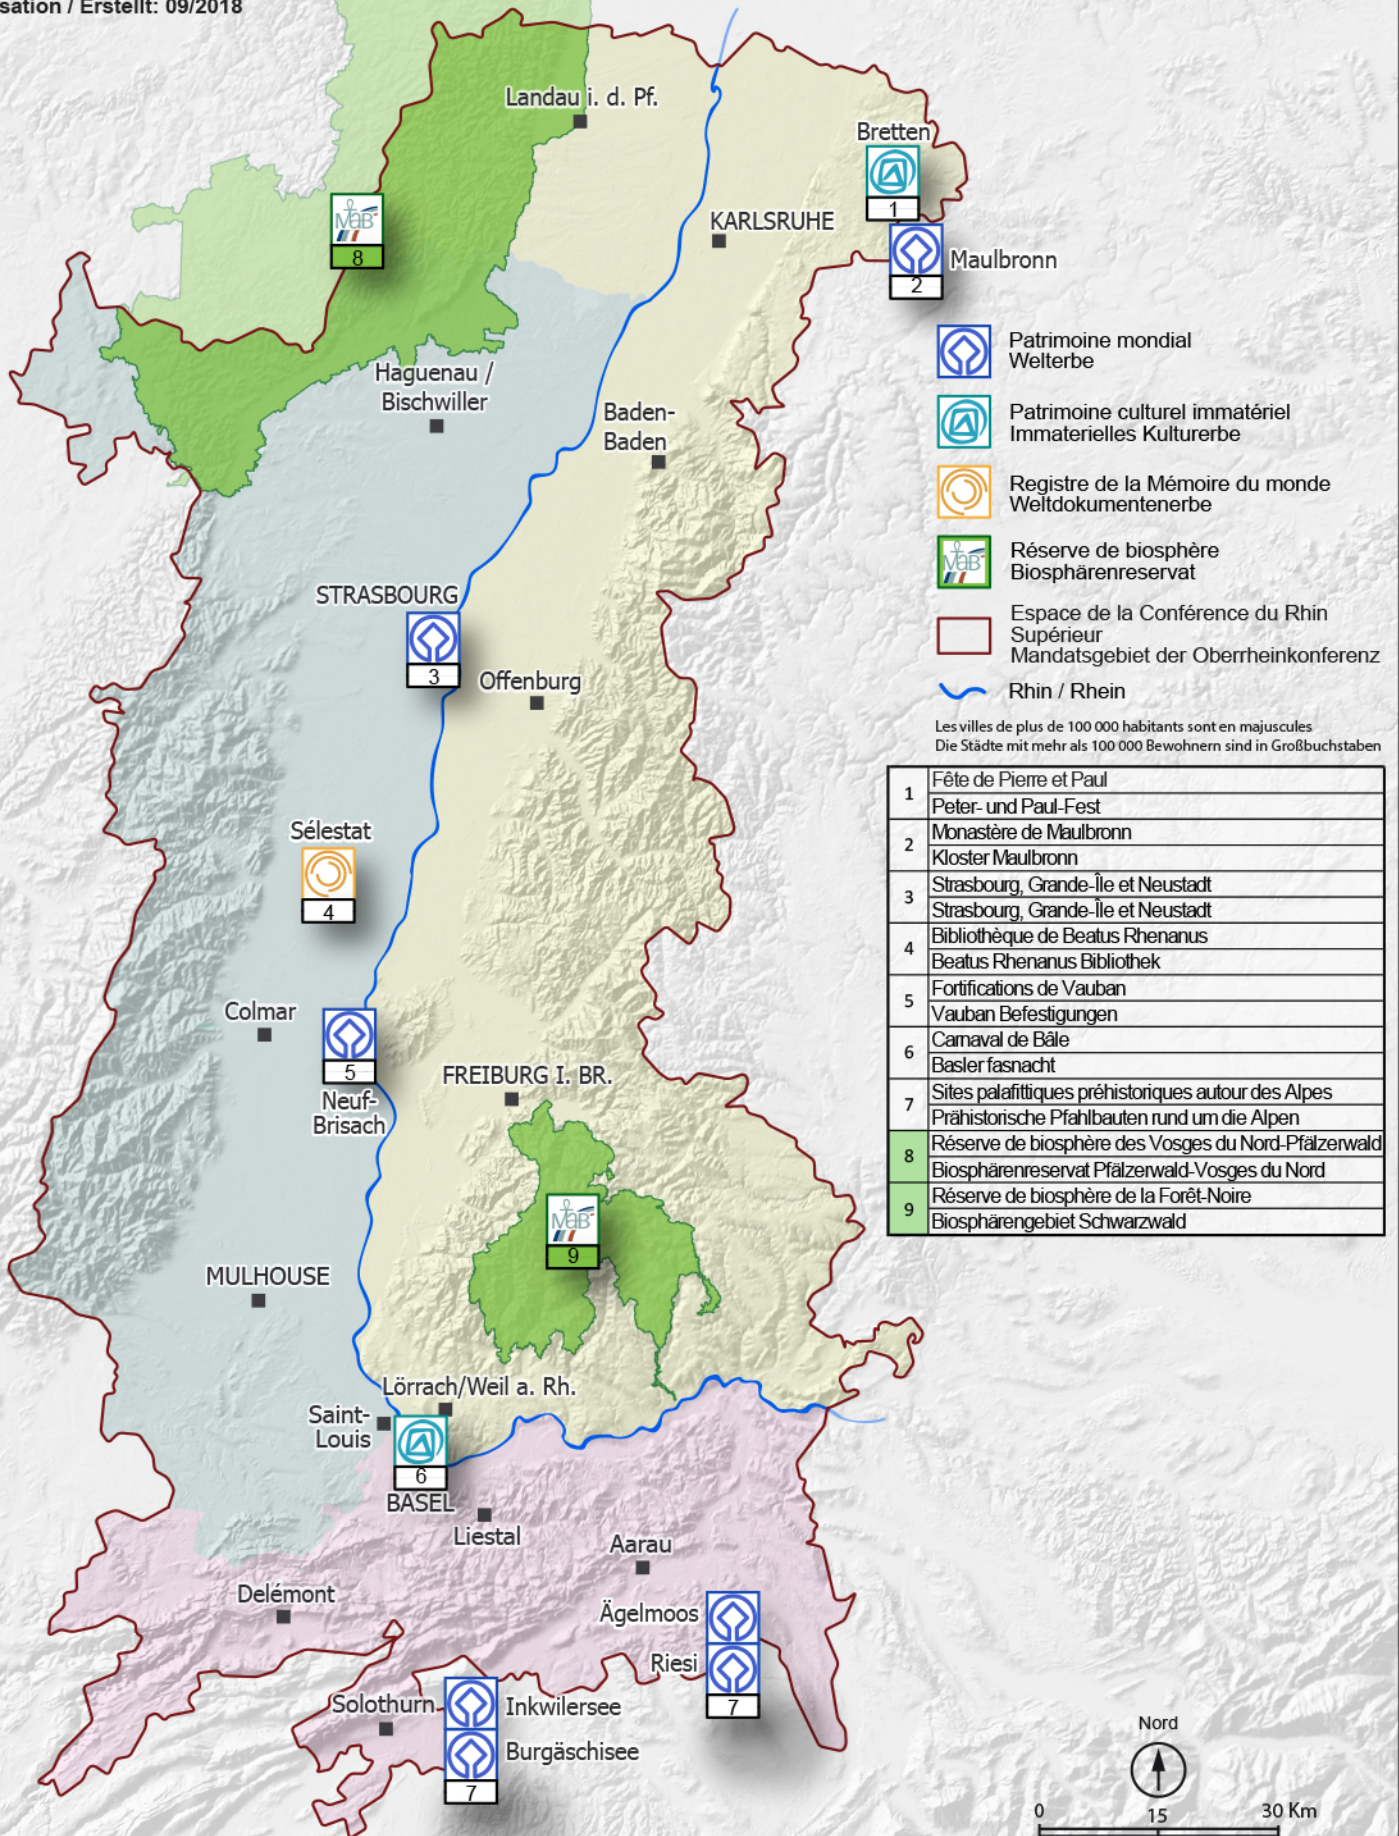 sation / Erstellt: 09/2018
Landau i. d. Pf.
Bretten
1
KARLSRUHE
MaB
8
Maulbronn
2
Patrimoine mondial
Welterbe
Haguenau /
Bischwiller
Baden-
Baden
Patrimoine culturel immatériel
Immaterielles Kulturerbe
Registre de la Mémoire du monde
Weltdokumentenerbe
MaB
Réserve de biosphère
Biosphärenreservat
STRASBOURG
3
Espace de la Conférence du Rhin
Supérieur
Mandatsgebiet der Oberrheinkonferenz
Offenburg
Rhin / Rhein
Les villes de plus de 100 000 habitants sont en majuscules
Die Städte mit mehr als 100 000 Bewohnern sind in Großbuchstaben
1
Fête de Pierre et Paul
Peter- und Paul-Fest
2
Monastère de Maulbronn
Kloster Maulbronn
3
Strasbourg, Grande-Île et Neustadt
Strasbourg, Grande-Île et Neustadt
4
Bibliothèque de Beatus Rhenanus
Beatus Rhenanus Bibliothek
5
Fortifications de Vauban
Vauban Befestigungen
6
Carnaval de Bâle
Basler fasnacht
7
Sites palafittiques préhistoriques autour des Alpes
Prähistorische Pfahlbauten rund um die Alpen
8
Réserve de biosphère des Vosges du Nord-Pfälzerwald
Biosphärenreservat Pfälzerwald-Vosges du Nord
9
Réserve de biosphère de la Forêt-Noire
Biosphärengebiet Schwarzwald
Sélestat
4
Colmar
5
Neuf-
Brisach
FREIBURG I. BR.
MaB
9
MULHOUSE
Lörrach/Weil a. Rh.
Saint-
Louis
6
BASEL
Liestal
Aarau
Delémont
Ägelmoos
Riesi
7
Solothurn
Inkwilersee
Burgäschisee
7
Nord
0
15
30 Km